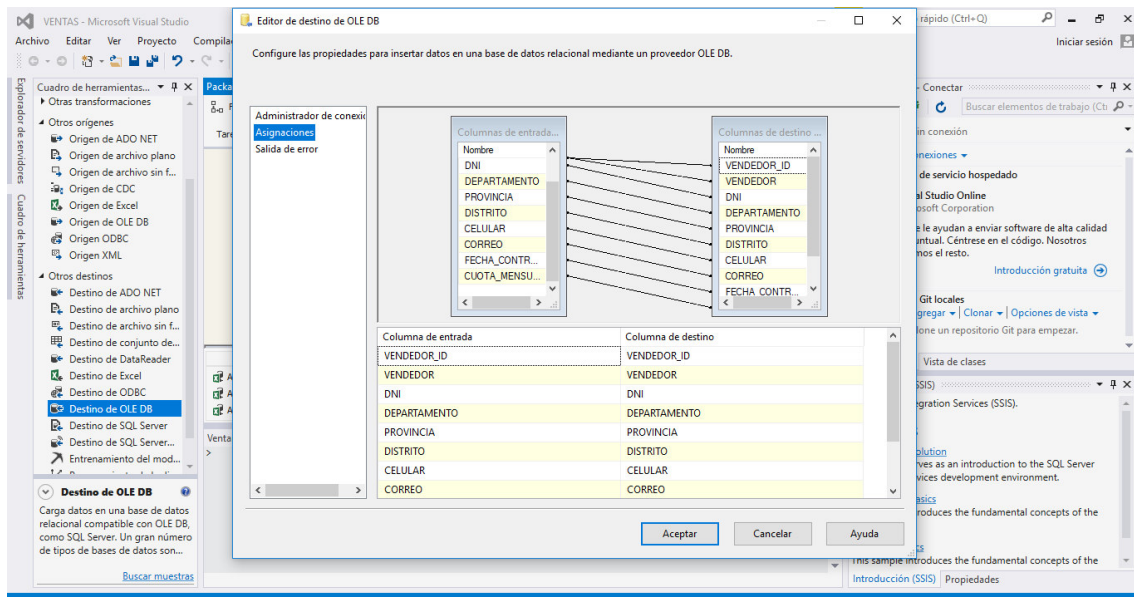 VENTAS - Microsoft Visual Studio
rápido (Ctrl+Q)
Archivo Editar Ver Proyecto Compila
Iniciar sesión
Explorador de servidores
Cuadro de herramientas
Cuadro de herramientas...
Otras transformaciones
Otros orígenes
Origen de ADO NET
Origen de archivo plano
Origen de archivo sin f...
Origen de CDC
Origen de Excel
Origen de OLE DB
Origen ODBC
Origen XML
Otros destinos
Destino de ADO NET
Destino de archivo plano
Destino de archivo sin f...
Destino de conjunto de...
Destino de DataReader
Destino de Excel
Destino de ODBC
Destino de OLE DB
Destino de SQL Server
Destino de SQL Server...
Entrenamiento del mod...
Destino de OLE DB
Carga datos en una base de datos
relacional compatible con OLE DB,
como SQL Server. Un gran número
de tipos de bases de datos son...
Buscar muestras
Packa
F
Tare
A
A
A
Venta
Editor de destino de OLE DB
Configure las propiedades para insertar datos en una base de datos relacional mediante un proveedor OLE DB.
Administrador de conexió
Asignaciones
Salida de error
Columnas de entrada...
Nombre
DNI
DEPARTAMENTO
PROVINCIA
DISTRITO
CELULAR
CORREO
FECHA_CONTR...
CUOTA_MENSU...
Columnas de destino ...
Nombre
VENDEDOR_ID
VENDEDOR
DNI
DEPARTAMENTO
PROVINCIA
DISTRITO
CELULAR
CORREO
FECHA CONTR...
Columna de entrada Columna de destino
VENDEDOR_ID VENDEDOR_ID
VENDEDOR VENDEDOR
DNI DNI
DEPARTAMENTO DEPARTAMENTO
PROVINCIA PROVINCIA
DISTRITO DISTRITO
CELULAR CELULAR
CORREO CORREO
Aceptar Cancelar Ayuda
- Conectar
Buscar elementos de trabajo (Ctr
in conexión
nexiones
de servicio hospedado
al Studio Online
osoft Corporation
e le ayudan a enviar software de alta calidad
untual. Céntrese en el código. Nosotros
mos el resto.
Introducción gratuita
Git locales
gregar | Clonar | Opciones de vista
lone un repositorio Git para empezar.
Vista de clases
SSIS)
egration Services (SSIS).
olution
rves as an introduction to the SQL Server
vices development environment.
asics
roduces the fundamental concepts of the
cs
This sample introduces the fundamental concepts of the
Introducción (SSIS) Propiedades